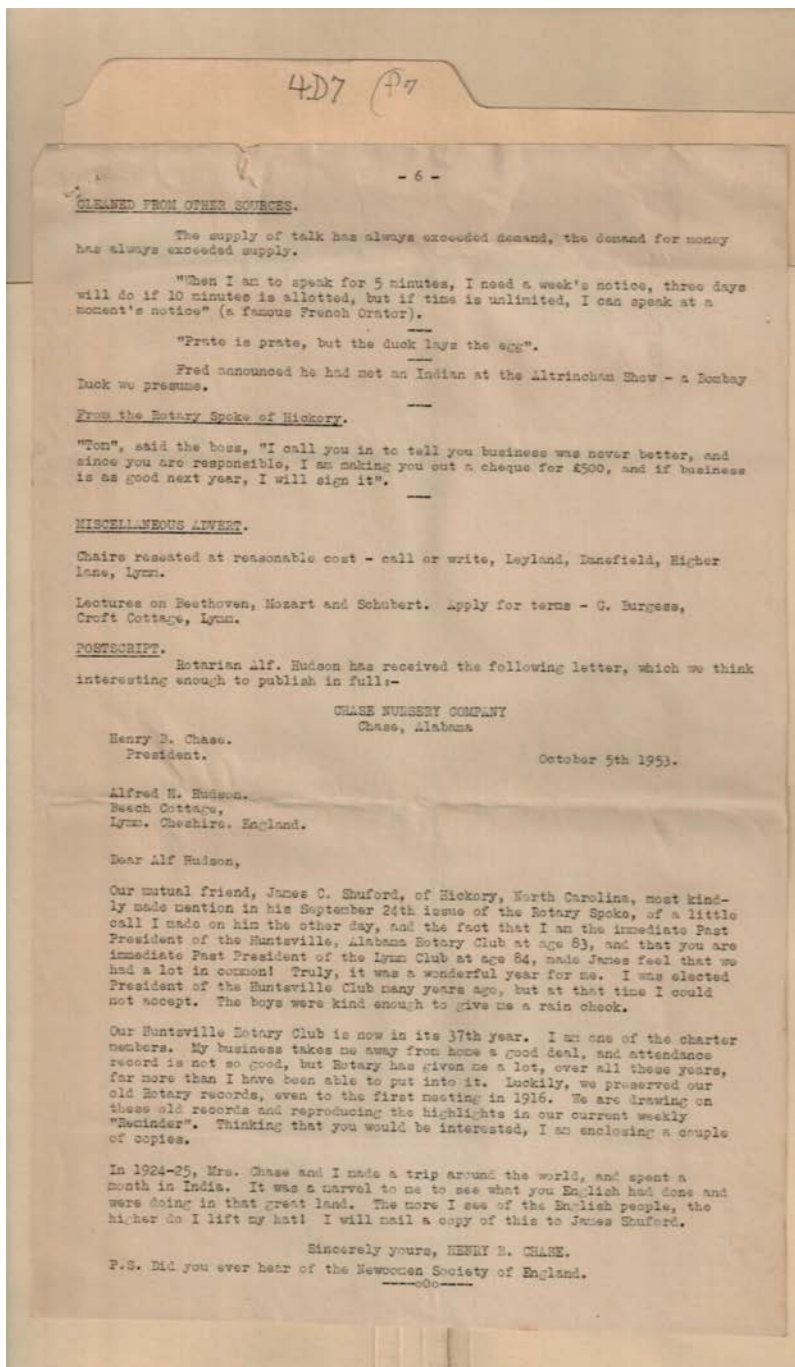 4D7 (P7
- 6 -
GLEANED FROM OTHER SOURCES.
The supply of talk has always exceeded demand, the demand for money
has always exceeded supply.
"When I am to speak for 5 minutes, I need a week's notice, three days
will do if 10 minutes is allotted, but if time is unlimited, I can speak at a
moment's notice" (a famous French Orator).
"Prate is prate, but the duck lays the egg".
Fred announced he had met an Indian at the Altrincham Show - a Bombay
Duck we presume.
From the Rotary Spoke of Hickory.
"Tom", said the boss, "I call you in to tell you business was never better, and
since you are responsible, I am making you out a cheque for £500, and if business
is as good next year, I will sign it".
MISCELLANEOUS ADVERT.
Chairs reseated at reasonable cost - call or write, Leyland, Danefield, Higher
Lane, Lymm.
Lectures on Beethoven, Mozart and Schubert. Apply for terms - G. Burgess,
Croft Cottage, Lymm.
POSTSCRIPT.
Rotarian Alf. Hudson has received the following letter, which we think
interesting enough to publish in full:-
CHASE NURSERY COMPANY
Chase, Alabama
Henry B. Chase.
President.
October 5th 1953.
Alfred H. Hudson.
Beech Cottage,
Lymm. Cheshire. England.
Dear Alf Hudson,
Our mutual friend, James C. Shuford, of Hickory, North Carolina, most kind-
ly made mention in his September 24th issue of the Rotary Spoke, of a little
call I made on him the other day, and the fact that I am the immediate Past
President of the Huntsville, Alabama Rotary Club at age 83, and that you are
immediate Past President of the Lymm Club at age 84, made James feel that we
had a lot in common! Truly, it was a wonderful year for me. I was elected
President of the Huntsville Club many years ago, but at that time I could
not accept. The boys were kind enough to give me a rain check.
Our Huntsville Rotary Club is now in its 37th year. I am one of the charter
members. My business takes me away from home a good deal, and attendance
record is not so good, but Rotary has given me a lot, over all these years,
far more than I have been able to put into it. Luckily, we preserved our
old Rotary records, even to the first meeting in 1916. We are drawing on
these old records and reproducing the highlights in our current weekly
"Reminder". Thinking that you would be interested, I am enclosing a couple
of copies.
In 1924-25, Mrs. Chase and I made a trip around the world, and spent a
month in India. It was a marvel to me to see what you English had done and
were doing in that great land. The more I see of the English people, the
higher do I lift my hat! I will mail a copy of this to James Shuford.
Sincerely yours, HENRY B. CHASE.
P.S. Did you ever hear of the Newcomen Society of England.
----oOo----